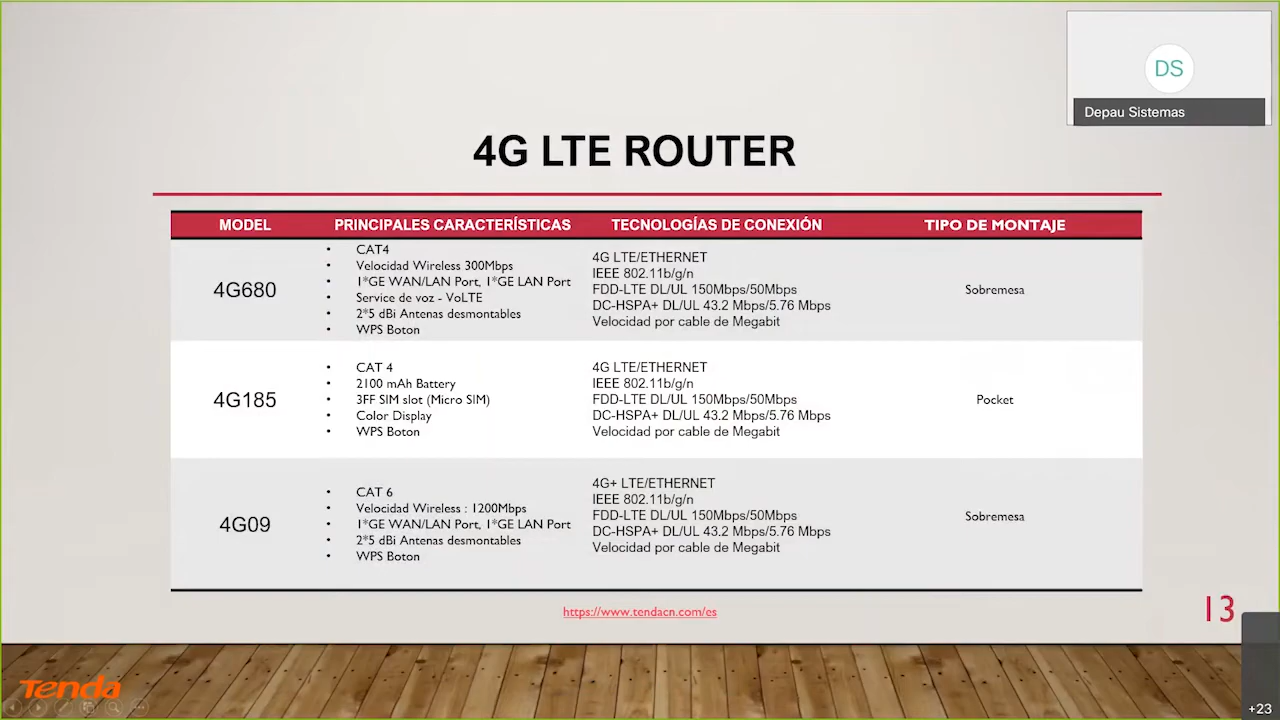 DS
Depau Sistemas
4G LTE ROUTER
MODEL PRINCIPALES CARACTERÍSTICAS TECNOLOGÍAS DE CONEXIÓN TIPO DE MONTAJE
4G680
• CAT4
• Velocidad Wireless 300Mbps
• 1*GE WAN/LAN Port, 1*GE LAN Port
• Service de voz - VoLTE
• 2*5 dBi Antenas desmontables
• WPS Boton
4G LTE/ETHERNET
IEEE 802.11b/g/n
FDD-LTE DL/UL 150Mbps/50Mbps
DC-HSPA+ DL/UL 43.2 Mbps/5.76 Mbps
Velocidad por cable de Megabit
Sobremesa
4G185
• CAT 4
• 2100 mAh Battery
• 3FF SIM slot (Micro SIM)
• Color Display
• WPS Boton
4G LTE/ETHERNET
IEEE 802.11b/g/n
FDD-LTE DL/UL 150Mbps/50Mbps
DC-HSPA+ DL/UL 43.2 Mbps/5.76 Mbps
Velocidad por cable de Megabit
Pocket
4G09
• CAT 6
• Velocidad Wireless : 1200Mbps
• 1*GE WAN/LAN Port, 1*GE LAN Port
• 2*5 dBi Antenas desmontables
• WPS Boton
4G+ LTE/ETHERNET
IEEE 802.11b/g/n
FDD-LTE DL/UL 150Mbps/50Mbps
DC-HSPA+ DL/UL 43.2 Mbps/5.76 Mbps
Velocidad por cable de Megabit
Sobremesa
https://www.tendacn.com/es
13
Tenda
+23